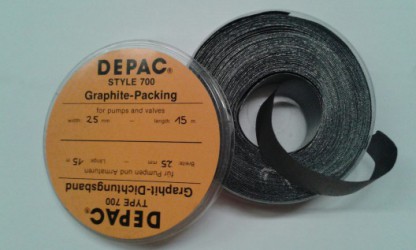 DEPAC®
STYLE 700
Graphite-Packing
for pumps and valves
width 25 mm – length 15 m
Breite 25 mm – Länge 15 m
für Pumpen und Armaturen
Graphit-Dichtungsband
TYPE 700
DEPAC®